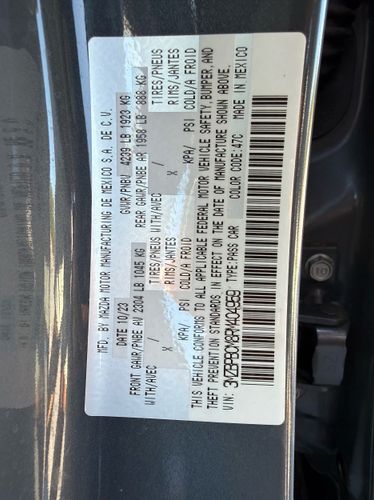 MFD. BY MAZDA MOTOR MANUFACTURING DE MEXICO S.A. DE C.V.
DATE 10/23 GVWR/PNBV 4239 LB 1923 KG
FRONT GAWR/PNBE AV 2304 LB 1045 KG REAR GAWR/PNBE AR 1958 LB 888 KG
WITH/AVEC TIRES/PNEUS WITH/AVEC TIRES/PNEUS
X RIMS/JANTES X RIMS/JANTES
KPA/ PSI COLD/A FROID KPA/ PSI COLD/A FROID
THIS VEHICLE CONFORMS TO ALL APPLICABLE FEDERAL MOTOR VEHICLE SAFETY, BUMPER, AND
THEFT PREVENTION STANDARDS IN EFFECT ON THE DATE OF MANUFACTURE SHOWN ABOVE.
TYPE: PASS CAR COLOR CODE: 47C
MADE IN MEXICO